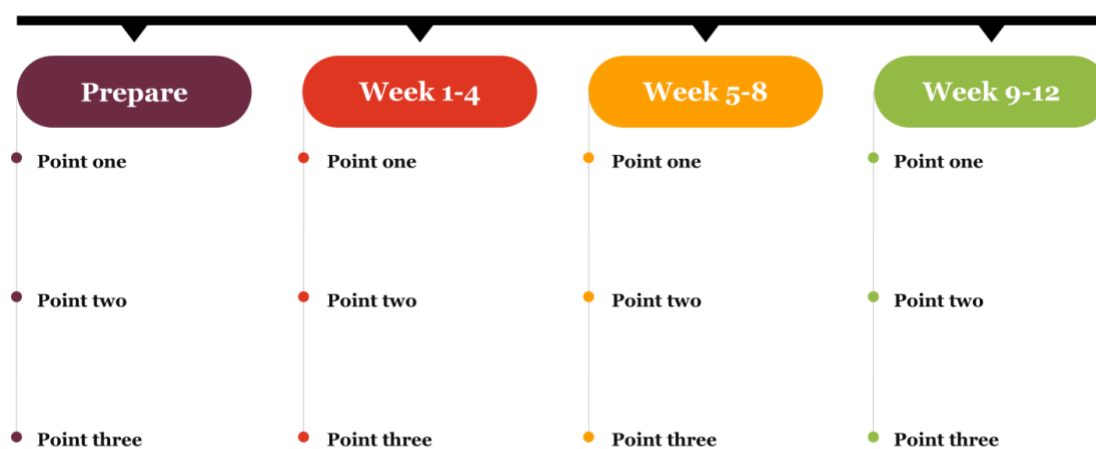 Prepare
Point one
Point two
Point three
Week 1-4
Point one
Point two
Point three
Week 5-8
Point one
Point two
Point three
Week 9-12
Point one
Point two
Point three